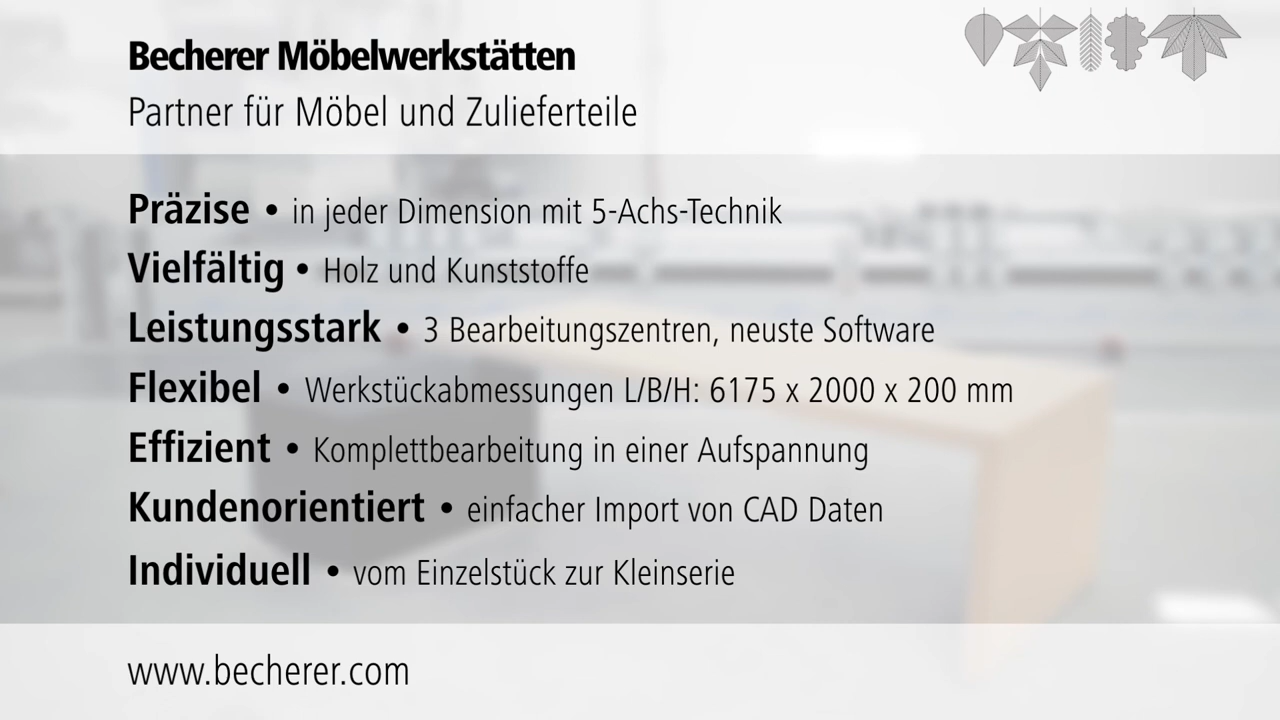 Becherer Möbelwerkstätten
Partner für Möbel und Zulieferteile
Präzise • in jeder Dimension mit 5-Achs-Technik
Vielfältig • Holz und Kunststoffe
Leistungsstark • 3 Bearbeitungszentren, neuste Software
Flexibel • Werkstückabmessungen L/B/H: 6175 x 2000 x 200 mm
Effizient • Komplettbearbeitung in einer Aufspannung
Kundenorientiert • einfacher Import von CAD Daten
Individuell • vom Einzelstück zur Kleinserie
www.becherer.com